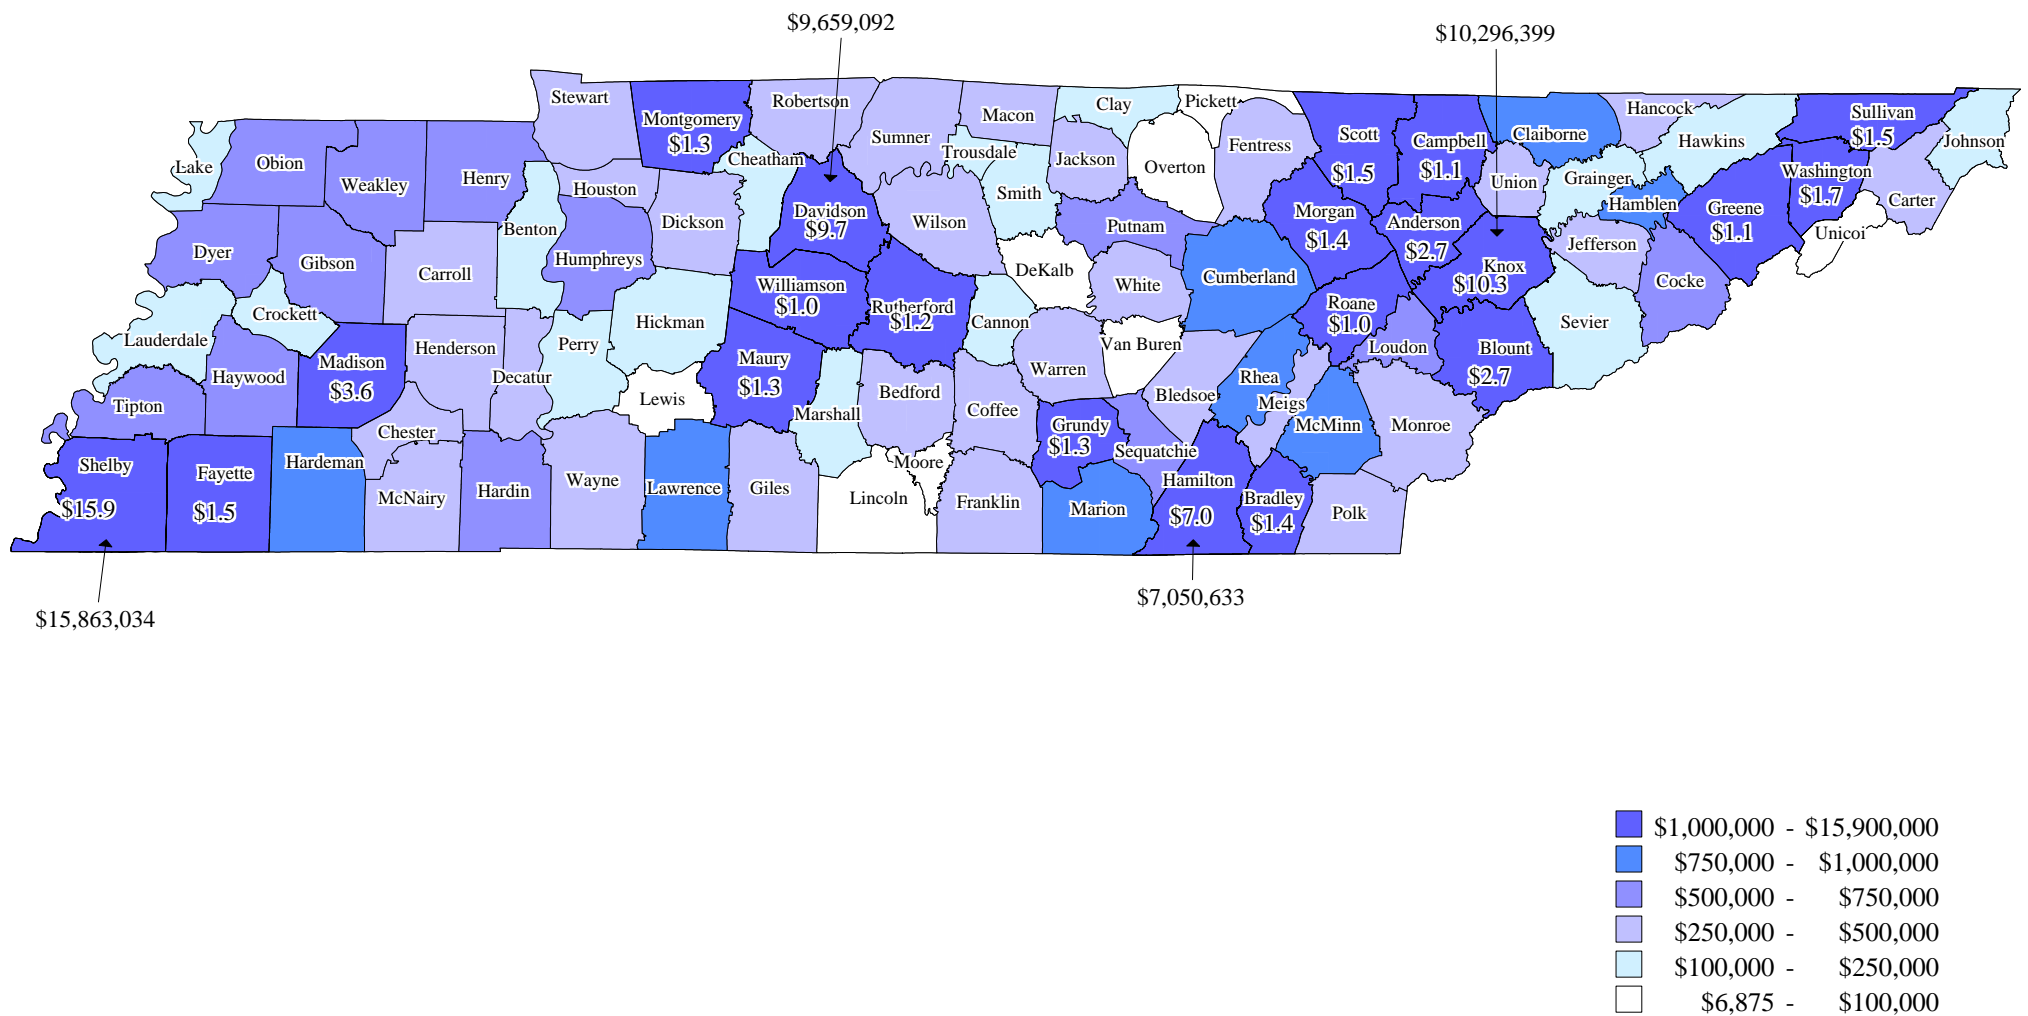 $9,659,092
$10,296,399
Stewart
Montgomery
$1.3
Robertson
Sumner
Macon
Clay
Pickett
Scott
$1.5
Campbell
$1.1
Claiborne
Hancock
Hawkins
Sullivan
$1.5
Johnson
Lake
Obion
Weakley
Henry
Houston
Cheatham
Trousdale
Smith
Jackson
Overton
Fentress
Union
Grainger
Hamblen
Washington
$1.7
Carter
Greene
$1.1
Unicoi
Dyer
Gibson
Carroll
Benton
Humphreys
Dickson
Davidson
$9.7
Wilson
Putnam
DeKalb
White
Cumberland
Morgan
$1.4
Anderson
$2.7
Knox
$10.3
Jefferson
Cocke
Sevier
Lauderdale
Crockett
Haywood
Madison
$3.6
Henderson
Decatur
Perry
Hickman
Williamson
$1.0
Rutherford
$1.2
Cannon
Warren
Van Buren
Bledsoe
Rhea
Roane
$1.0
Loudon
Blount
$2.7
Tipton
Chester
Lewis
Maury
$1.3
Marshall
Bedford
Coffee
Grundy
$1.3
Sequatchie
Meigs
McMinn
Monroe
Shelby
$15.9
Fayette
$1.5
Hardeman
McNairy
Hardin
Wayne
Lawrence
Giles
Lincoln
Moore
Franklin
Marion
Hamilton
$7.0
Bradley
$1.4
Polk
$15,863,034
$7,050,633
$1,000,000 - $15,900,000
$750,000 - $1,000,000
$500,000 - $750,000
$250,000 - $500,000
$100,000 - $250,000
$6,875 - $100,000